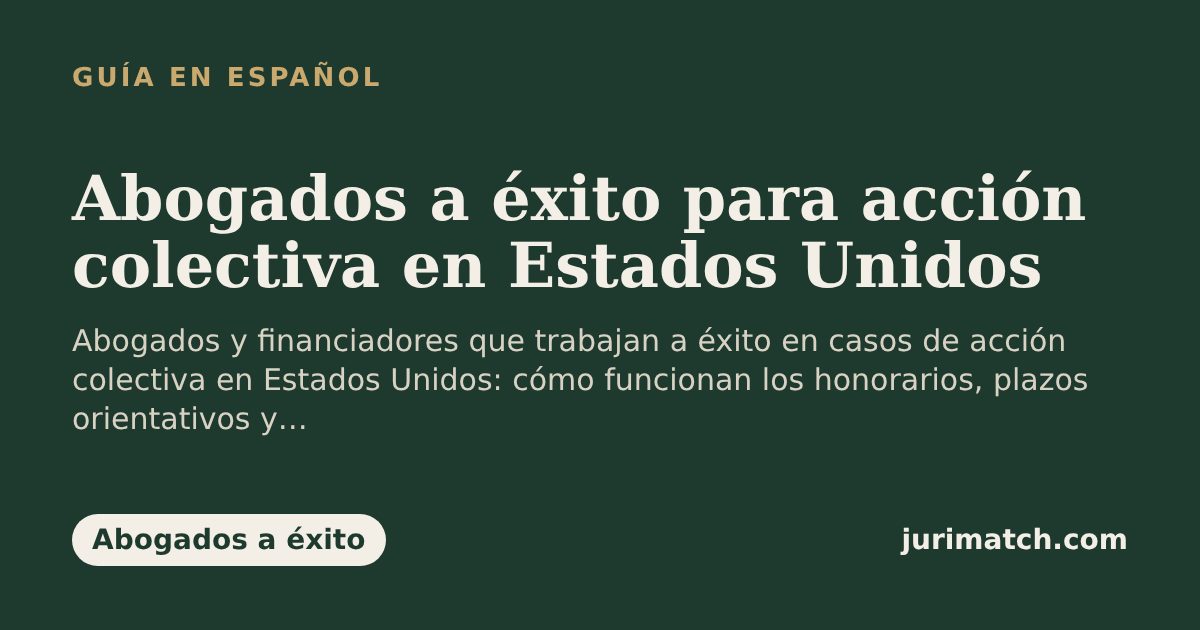 GUÍA EN ESPAÑOL
Abogados a éxito para acción
colectiva en Estados Unidos
Abogados y financiadores que trabajan a éxito en casos de acción
colectiva en Estados Unidos: cómo funcionan los honorarios, plazos
orientativos y…
Abogados a éxito
jurimatch.com